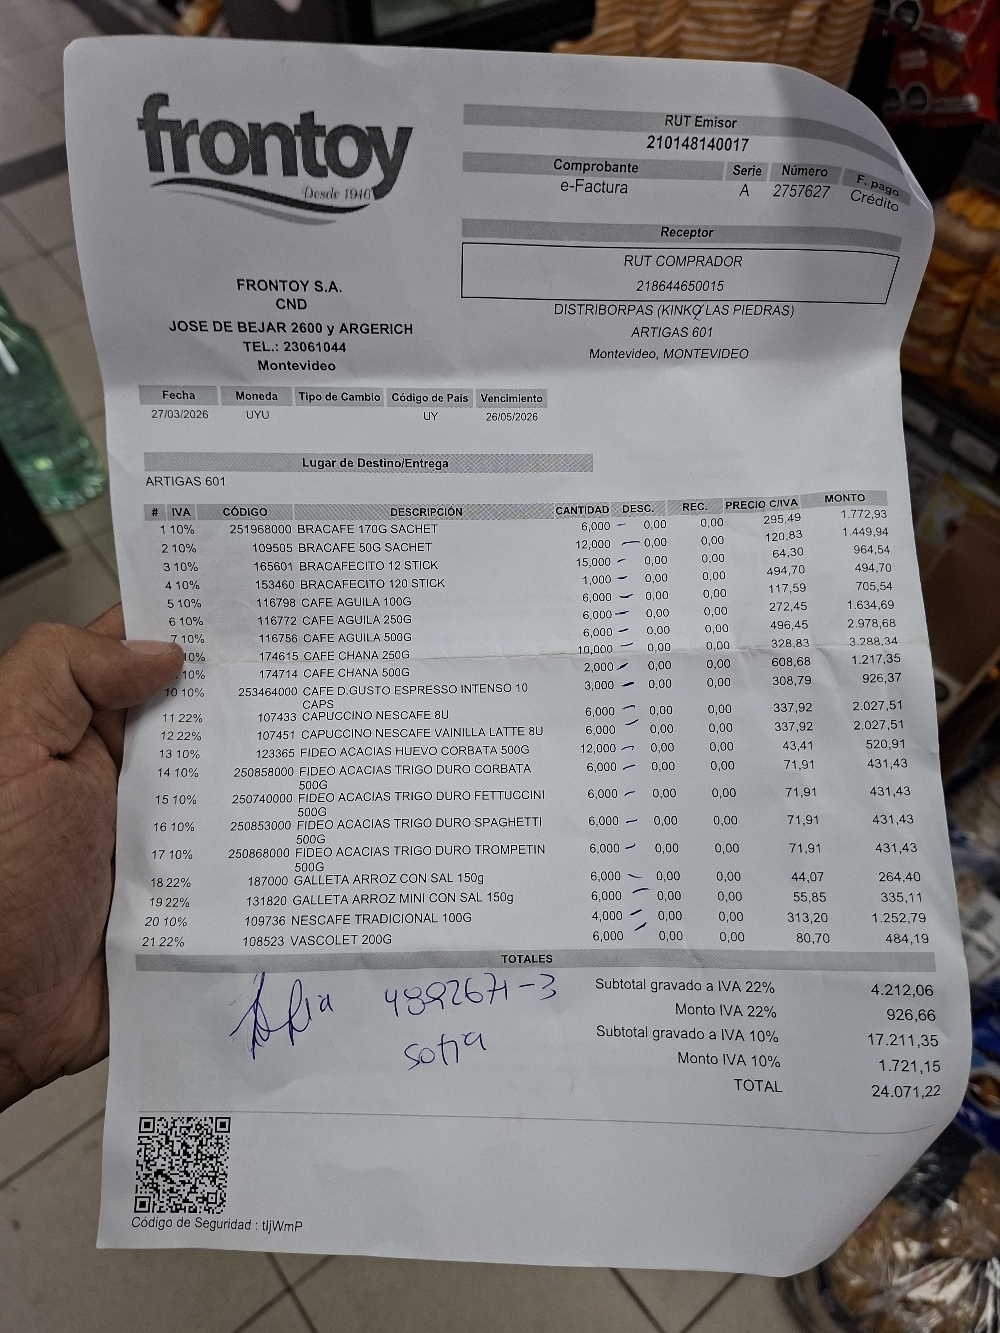 frontoy
Desde 1946
RUT Emisor
210148140017
Comprobante Serie Número F. pago
e-Factura A 2757627 Crédito
Receptor
RUT COMPRADOR
218644650015
DISTRIBORPAS (KINKO LAS PIEDRAS)
ARTIGAS 601
Montevideo, MONTEVIDEO
FRONTOY S.A.
CND
JOSE DE BEJAR 2600 y ARGERICH
TEL.: 23061044
Montevideo
Fecha Moneda Tipo de Cambio Código de País Vencimiento
27/03/2026 UYU UY 26/05/2026
Lugar de Destino/Entrega
ARTIGAS 601
# IVA CÓDIGO DESCRIPCIÓN CANTIDAD DESC. REC. PRECIO C/IVA MONTO
1 10% 251968000 BRACAFE 170G SACHET 6,000 0,00 0,00 295,49 1.772,93
2 10% 109505 BRACAFE 50G SACHET 12,000 0,00 0,00 120,83 1.449,94
3 10% 165601 BRACAFECITO 12 STICK 15,000 0,00 0,00 64,30 964,54
4 10% 153460 BRACAFECITO 120 STICK 1,000 0,00 0,00 494,70 494,70
5 10% 116798 CAFE AGUILA 100G 6,000 0,00 0,00 117,59 705,54
6 10% 116772 CAFE AGUILA 250G 6,000 0,00 0,00 272,45 1.634,69
7 10% 116756 CAFE AGUILA 500G 6,000 0,00 0,00 496,45 2.978,68
10% 174615 CAFE CHANA 250G 10,000 0,00 0,00 328,83 3.288,34
10% 174714 CAFE CHANA 500G 2,000 0,00 0,00 608,68 1.217,35
10 10% 253464000 CAFE D.GUSTO ESPRESSO INTENSO 10 3,000 0,00 0,00 308,79 926,37
CAPS
11 22% 107433 CAPUCCINO NESCAFE 8U 6,000 0,00 0,00 337,92 2.027,51
12 22% 107451 CAPUCCINO NESCAFE VAINILLA LATTE 8U 6,000 0,00 0,00 337,92 2.027,51
13 10% 123365 FIDEO ACACIAS HUEVO CORBATA 500G 12,000 0,00 0,00 43,41 520,91
14 10% 250858000 FIDEO ACACIAS TRIGO DURO CORBATA 6,000 0,00 0,00 71,91 431,43
500G
15 10% 250740000 FIDEO ACACIAS TRIGO DURO FETTUCCINI 6,000 0,00 0,00 71,91 431,43
500G
16 10% 250853000 FIDEO ACACIAS TRIGO DURO SPAGHETTI 6,000 0,00 0,00 71,91 431,43
500G
17 10% 250868000 FIDEO ACACIAS TRIGO DURO TROMPETIN 6,000 0,00 0,00 71,91 431,43
500G
18 22% 187000 GALLETA ARROZ CON SAL 150g 6,000 0,00 0,00 44,07 264,40
19 22% 131820 GALLETA ARROZ MINI CON SAL 150g 6,000 0,00 0,00 55,85 335,11
20 10% 109736 NESCAFE TRADICIONAL 100G 4,000 0,00 0,00 313,20 1.252,79
21 22% 108523 VASCOLET 200G 6,000 0,00 0,00 80,70 484,19
TOTALES
Subtotal gravado a IVA 22% 4.212,06
Monto IVA 22% 926,66
Subtotal gravado a IVA 10% 17.211,35
Monto IVA 10% 1.721,15
TOTAL 24.071,22
4892671-3
Sofia
Código de Seguridad : tIjWmP